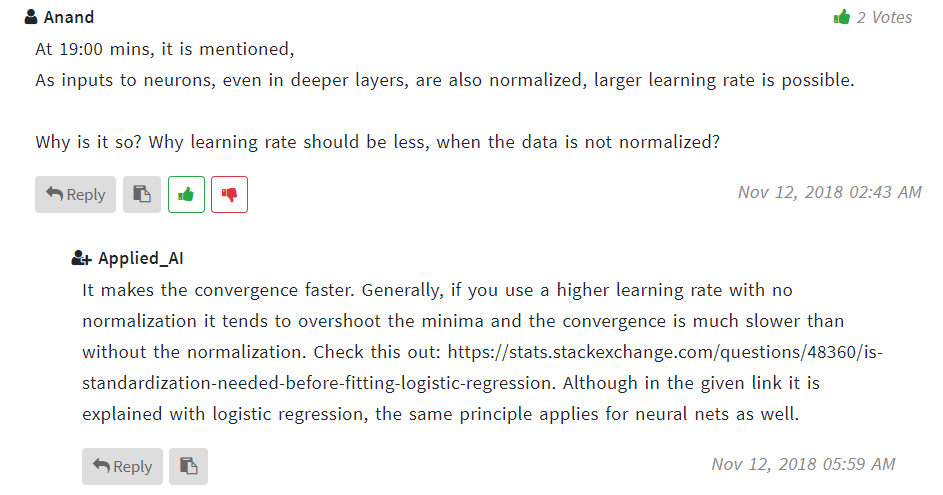 Anand
2 Votes
At 19:00 mins, it is mentioned,
As inputs to neurons, even in deeper layers, are also normalized, larger learning rate is possible.
Why is it so? Why learning rate should be less, when the data is not normalized?
Reply
Nov 12, 2018 02:43 AM
Applied_AI
It makes the convergence faster. Generally, if you use a higher learning rate with no
normalization it tends to overshoot the minima and the convergence is much slower than
without the normalization. Check this out: https://stats.stackexchange.com/questions/48360/is-
standardization-needed-before-fitting-logistic-regression. Although in the given link it is
explained with logistic regression, the same principle applies for neural nets as well.
Reply
Nov 12, 2018 05:59 AM